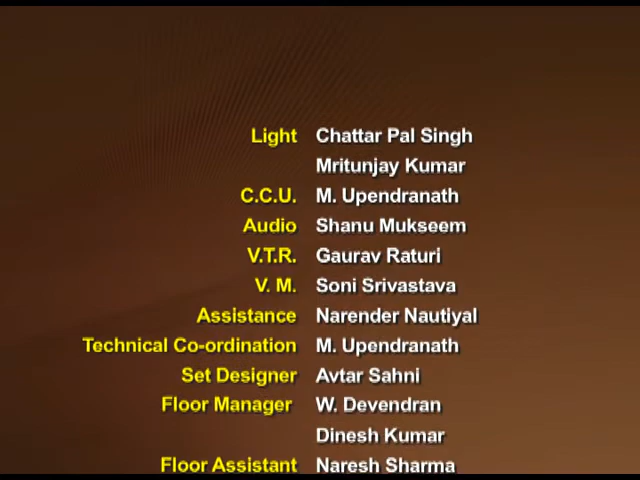 Light Chattar Pal Singh
Mritunjay Kumar
C.C.U. M. Upendranath
Audio Shanu Mukseem
V.T.R. Gaurav Raturi
V. M. Soni Srivastava
Assistance Narender Nautiyal
Technical Co-ordination M. Upendranath
Set Designer Avtar Sahni
Floor Manager W. Devendran
Dinesh Kumar
Floor Assistant Naresh Sharma